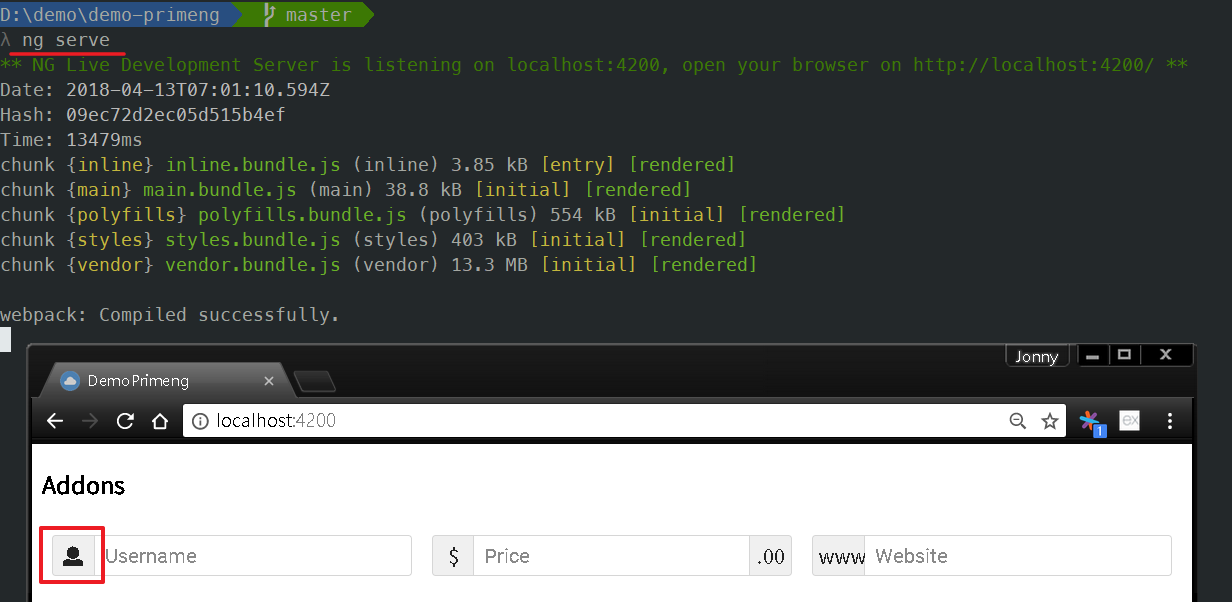 D:\demo\demo-primeng master
λ ng serve
** NG Live Development Server is listening on localhost:4200, open your browser on http://localhost:4200/ **
Date: 2018-04-13T07:01:10.594Z
Hash: 09ec72d2ec05d515b4ef
Time: 13479ms
chunk {inline} inline.bundle.js (inline) 3.85 kB [entry] [rendered]
chunk {main} main.bundle.js (main) 38.8 kB [initial] [rendered]
chunk {polyfills} polyfills.bundle.js (polyfills) 554 kB [initial] [rendered]
chunk {styles} styles.bundle.js (styles) 403 kB [initial] [rendered]
chunk {vendor} vendor.bundle.js (vendor) 13.3 MB [initial] [rendered]
webpack: Compiled successfully.
Jonny
DemoPrimeng
localhost:4200
1
ex
Addons
Username $ Price .00 www Website